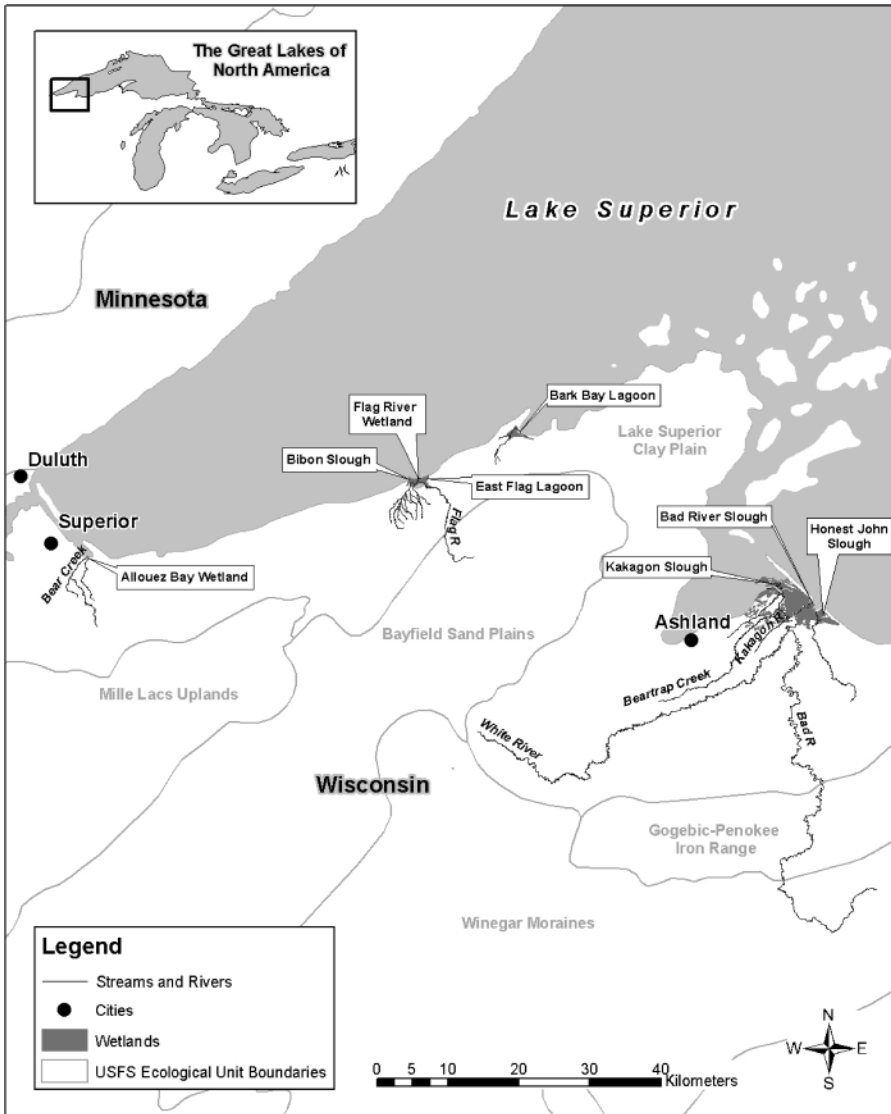 The Great Lakes of
North America
Lake Superior
Minnesota
Flag River
Wetland
Bark Bay Lagoon
Lake Superior
Clay Plain
Bibon Slough
Duluth
East Flag Lagoon
Superior
Flag R
Bad River Slough
Honest John
Slough
Bear Creek
Allouez Bay Wetland
Kakagon Slough
Ashland
Bayfield Sand Plains
Kakagon R
Mille Lacs Uplands
Beartrap Creek
White River
Bad R
Wisconsin
Gogebic-Penokee
Iron Range
Winegar Moraines
Legend
Streams and Rivers
Cities
Wetlands
USFS Ecological Unit Boundaries
N
W E
S
0 5 10 20 30 40
Kilometers